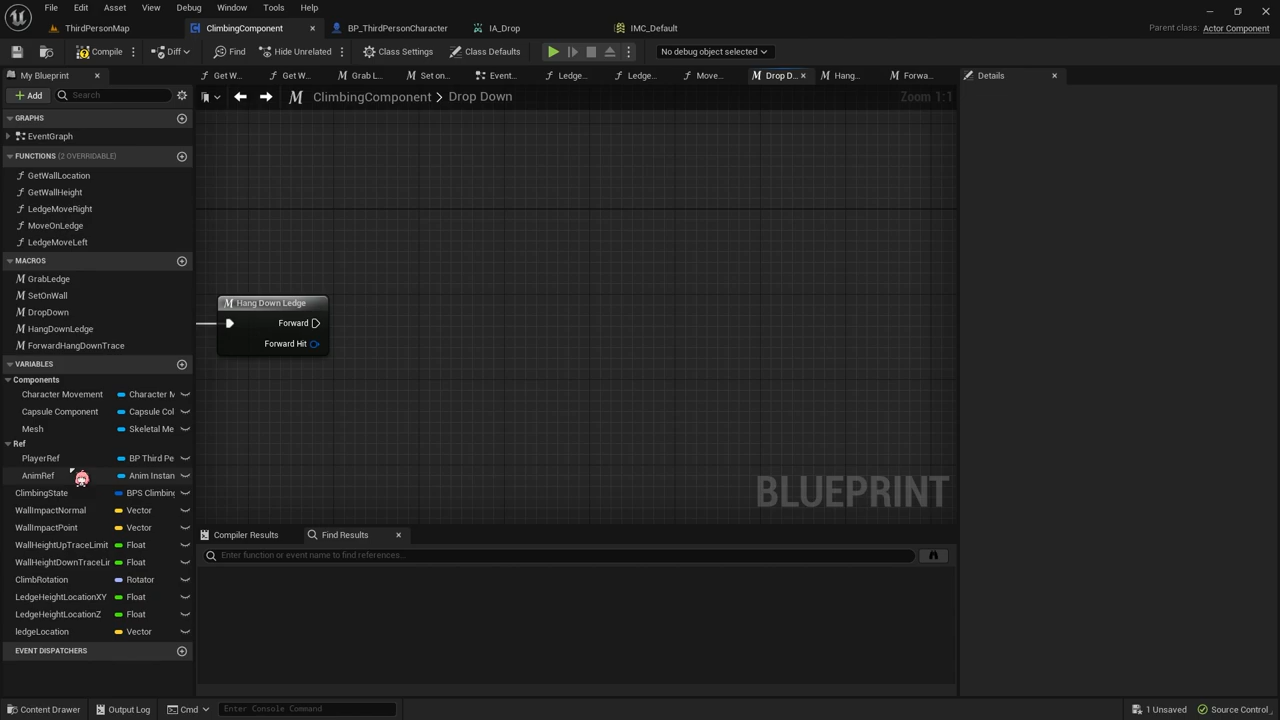 File Edit Asset View Debug Window Tools Help
ThirdPersonMap ClimbingComponent BP_ThirdPersonCharacter IA_Drop IMC_Default Parent class: Actor Component
Compile Diff Find Hide Unrelated Class Settings Class Defaults No debug object selected
My Blueprint Get W... Get W... Grab L... Set on... Event... Ledge... Ledge... Move... Drop D... Hang... Forwa... Details
Add Search ClimbingComponent > Drop Down Zoom 1:1
GRAPHS
EventGraph
FUNCTIONS (2 OVERRIDABLE)
GetWallLocation
GetWallHeight
LedgeMoveRight
MoveOnLedge
LedgeMoveLeft
MACROS
GrabLedge
SetOnWall
DropDown
HangDownLedge
ForwardHangDownTrace
Hang Down Ledge
Forward
Forward Hit
VARIABLES
Components
Character Movement Character M
Capsule Component Capsule Col
Mesh Skeletal Me
Ref
PlayerRef BP Third Pe
AnimRef Anim Instan
ClimbingState BPS Climbing
WallImpactNormal Vector
WallImpactPoint Vector
WallHeightUpTraceLimit Float
WallHeightDownTraceLir Float
ClimbRotation Rotator
LedgeHeightLocationXY Float
LedgeHeightLocationZ Float
ledgeLocation Vector
EVENT DISPATCHERS
BLUEPRINT
Compiler Results Find Results
Enter function or event name to find references...
Content Drawer Output Log Cmd Enter Console Command 1 Unsaved Source Control